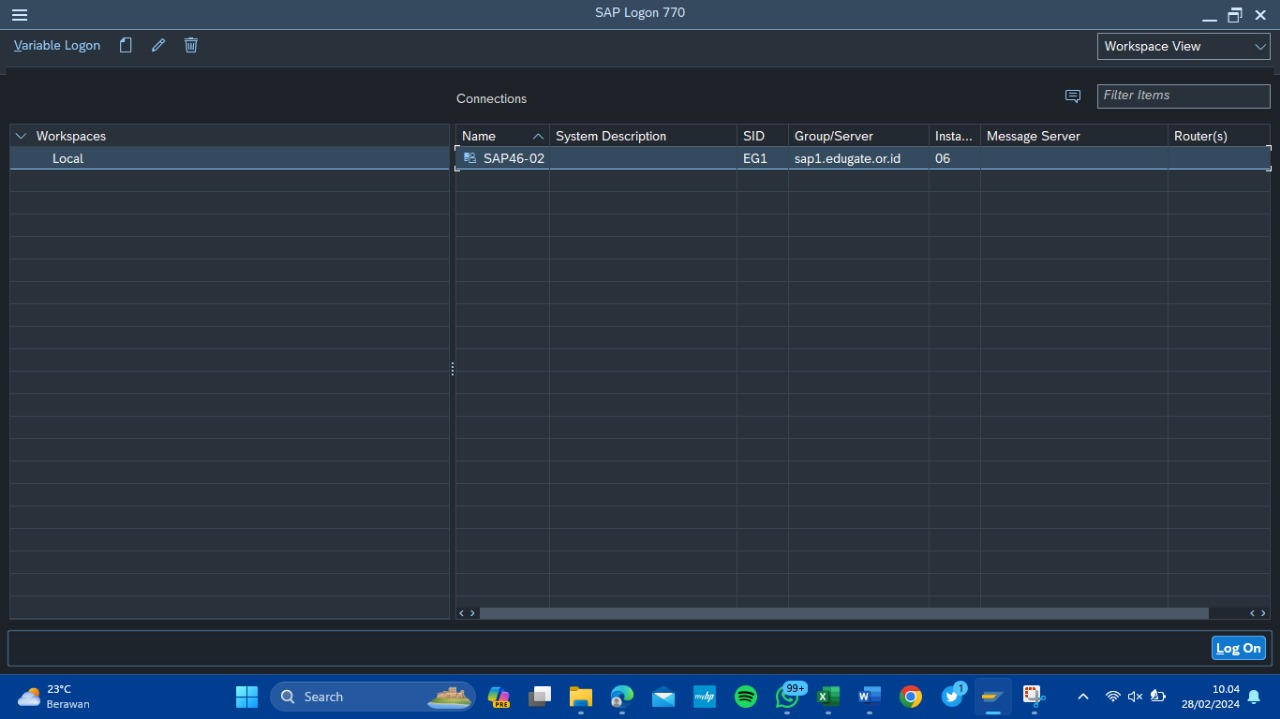 SAP Logon 770
Variable Logon
Workspace View
Connections
Filter Items
Workspaces
Local
Name System Description SID Group/Server Insta... Message Server Router(s)
SAP46-02 EG1 sap1.edugate.or.id 06
Log On
23°C
Berawan
Search
PRE
myhp
99+
1
10.04
28/02/2024